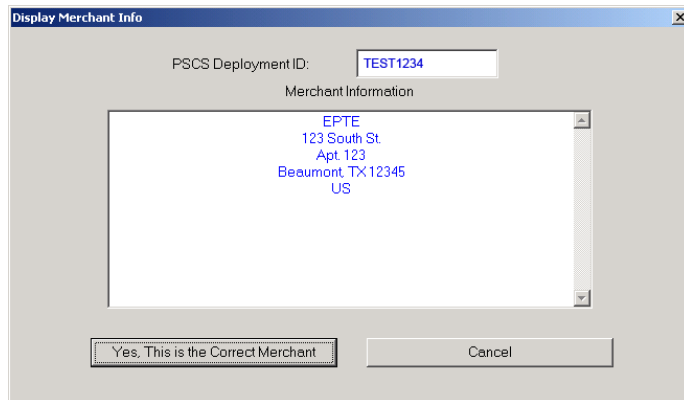 Display Merchant Info
PSCS Deployment ID: TEST1234
Merchant Information
EPTE
123 South St.
Apt. 123
Beaumont, TX 12345
US
Yes, This is the Correct Merchant Cancel